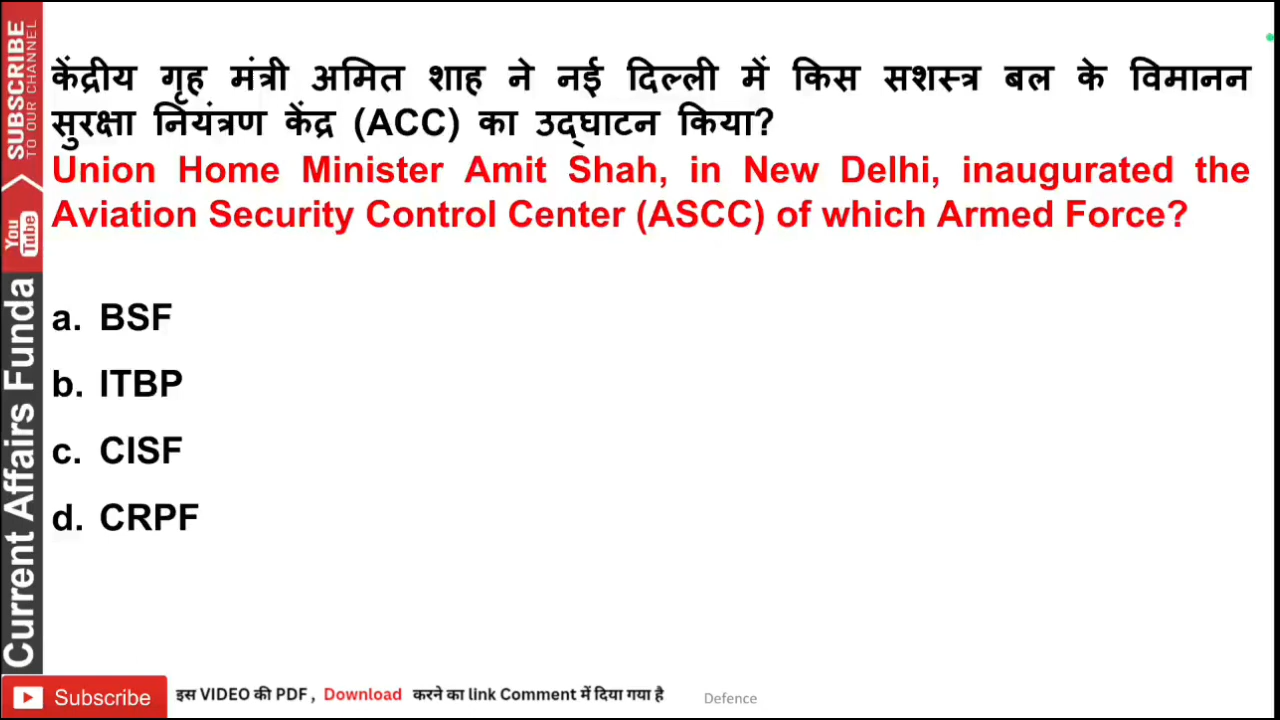 केंद्रीय गृह मंत्री अमित शाह ने नई दिल्ली में किस सशस्त्र बल के विमानन
सुरक्षा नियंत्रण केंद्र (ACC) का उद्घाटन किया?
Union Home Minister Amit Shah, in New Delhi, inaugurated the
Aviation Security Control Center (ASCC) of which Armed Force?
a. BSF
b. ITBP
c. CISF
d. CRPF
SUBSCRIBE
TO OUR CHANNEL
You
Tube
Current Affairs Funda
Subscribe
इस VIDEO की PDF , Download करने का link Comment में दिया गया है
Defence